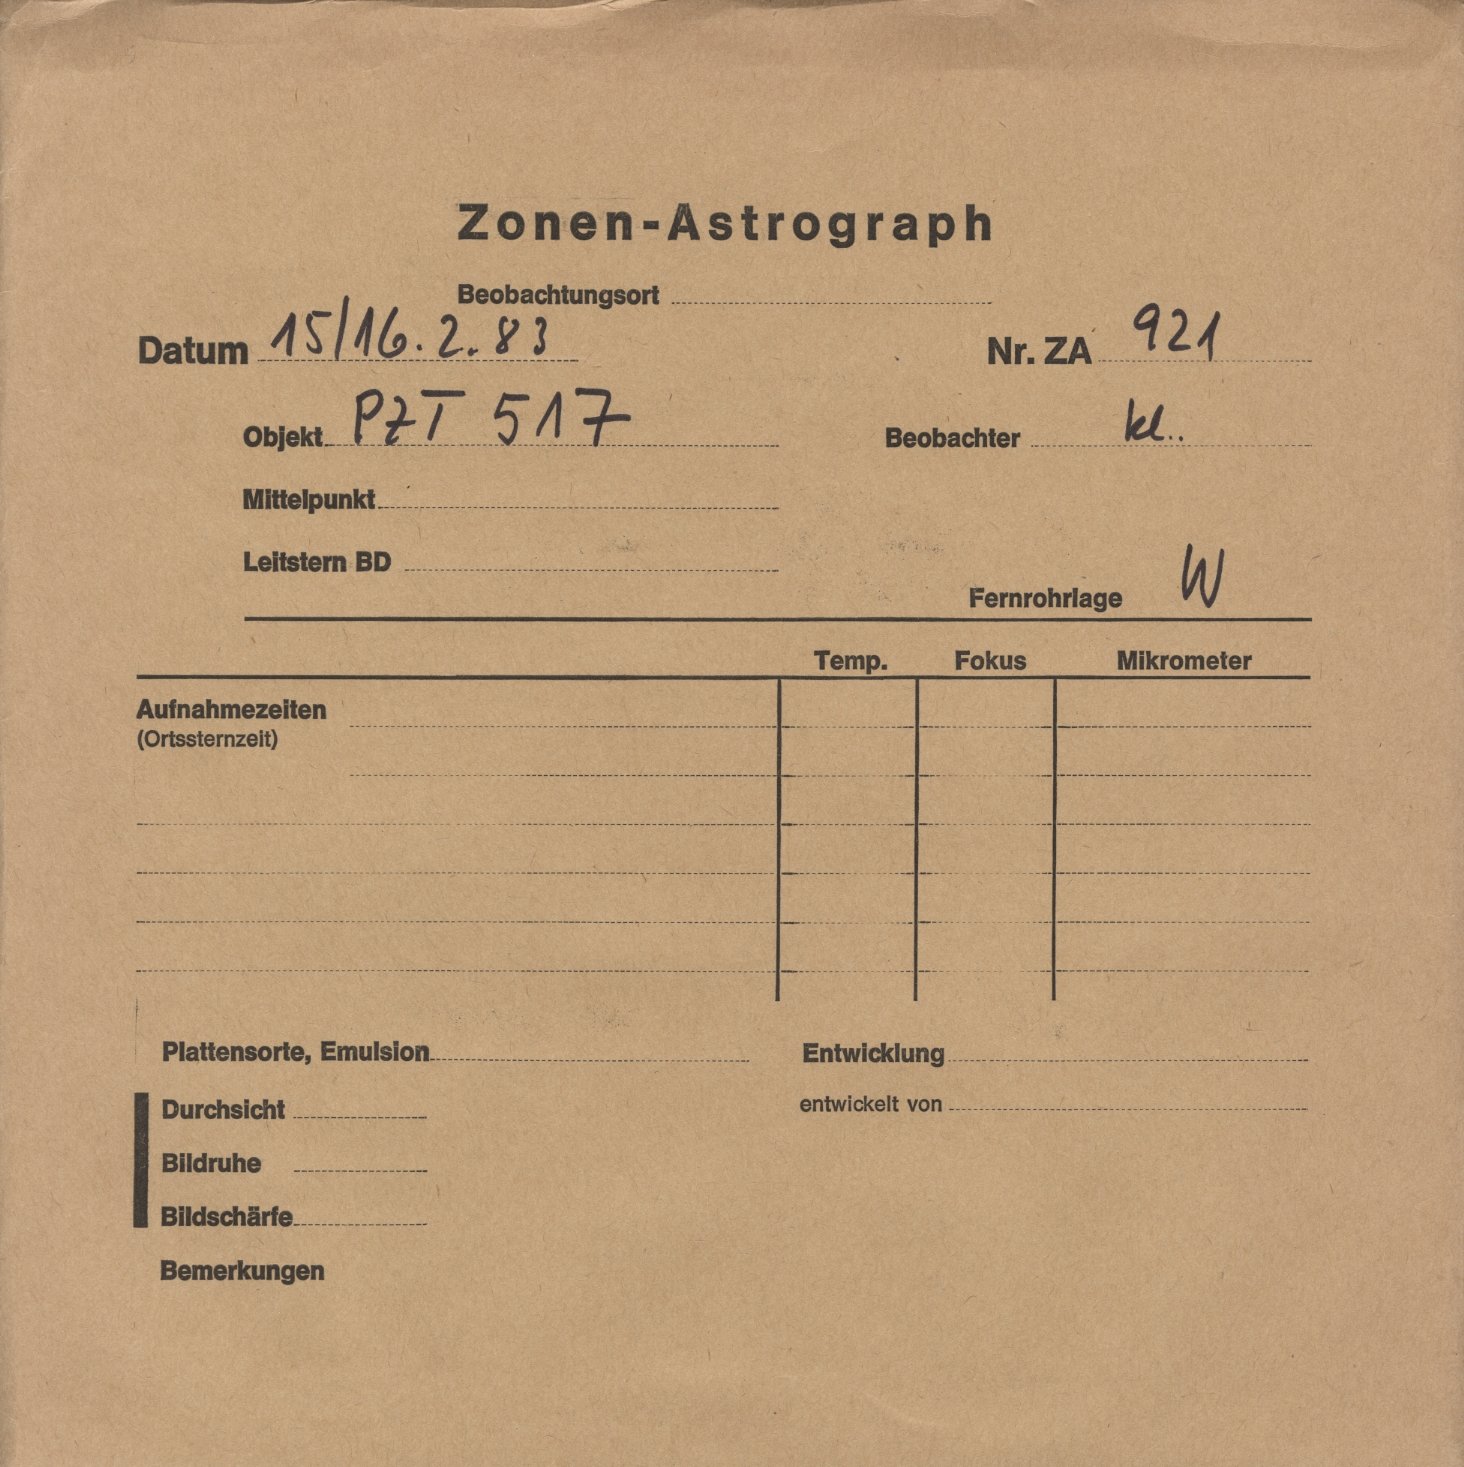 Zonen-Astrograph
Beobachtungsort
Datum 15/16.2.83 Nr. ZA 921
Objekt PZT 517 Beobachter kl..
Mittelpunkt
Leitstern BD
Fernrohrlage W
Temp. Fokus Mikrometer
Aufnahmezeiten
(Ortssternzeit)
Plattensorte, Emulsion Entwicklung
Durchsicht entwickelt von
Bildruhe
Bildschärfe
Bemerkungen